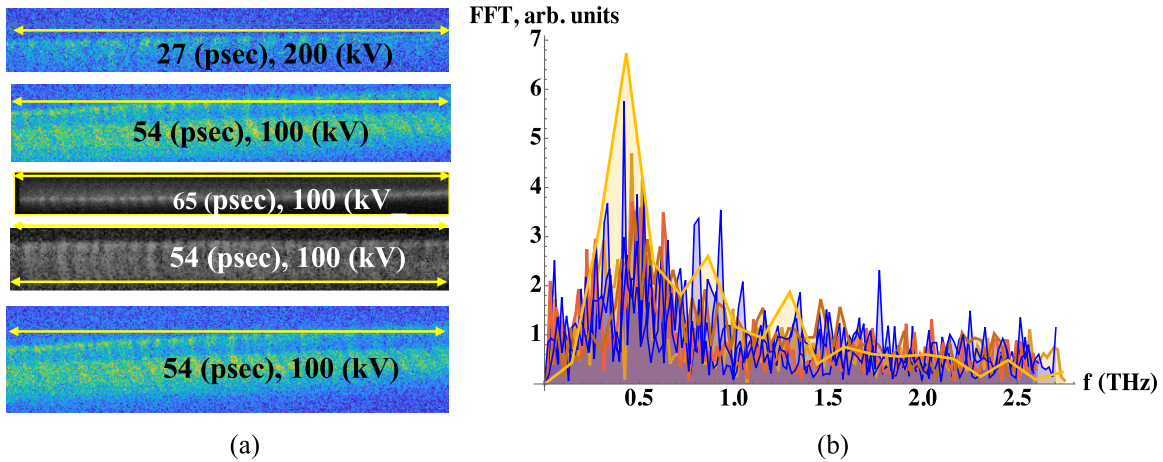 27 (psec), 200 (kV)
54 (psec), 100 (kV)
65 (psec), 100 (kV_
54 (psec), 100 (kV)
54 (psec), 100 (kV)
(a)
FFT, arb. units
7
6
5
4
3
2
1
0.5 1.0 1.5 2.0 2.5
f (THz)
(b)